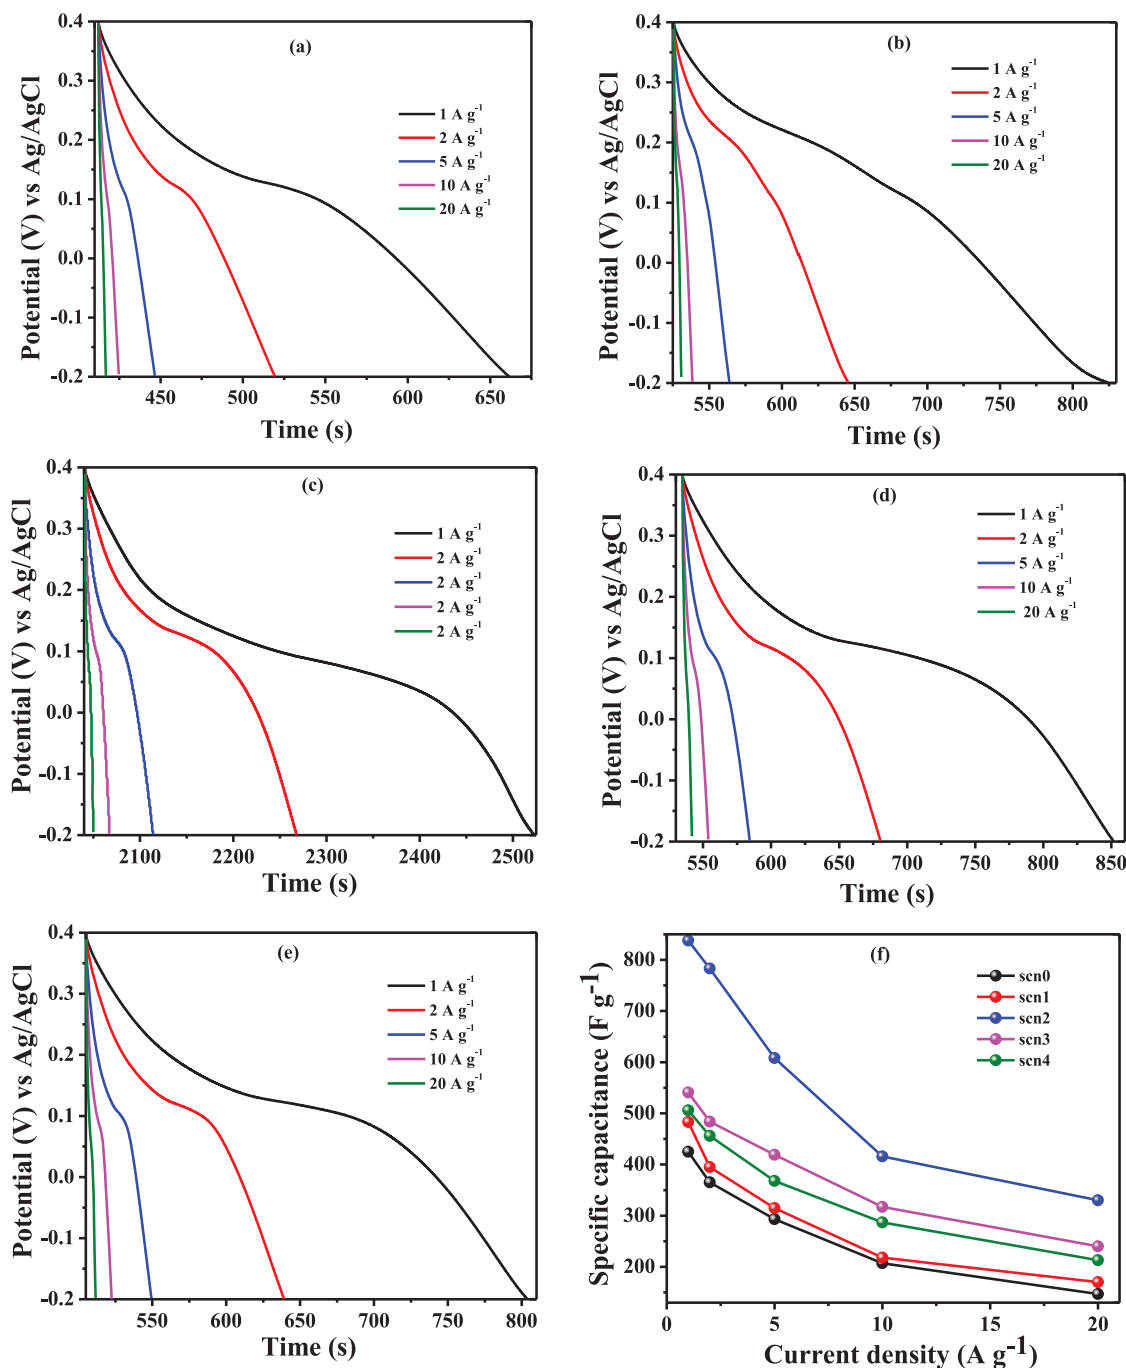 (a)
1 A g-1
2 A g-1
5 A g-1
10 A g-1
20 A g-1
Potential (V) vs Ag/AgCl
0.4
0.3
0.2
0.1
0.0
-0.1
-0.2
450 500 550 600 650
Time (s)
(b)
1 A g-1
2 A g-1
5 A g-1
10 A g-1
20 A g-1
Potential (V) vs Ag/AgCl
0.4
0.3
0.2
0.1
0.0
-0.1
-0.2
550 600 650 700 750 800
Time (s)
(c)
1 A g-1
2 A g-1
2 A g-1
2 A g-1
2 A g-1
Potential (V) vs Ag/AgCl
0.4
0.3
0.2
0.1
0.0
-0.1
-0.2
2100 2200 2300 2400 2500
Time (s)
(d)
1 A g-1
2 A g-1
5 A g-1
10 A g-1
20 A g-1
Potential (V) vs Ag/AgCl
0.4
0.3
0.2
0.1
0.0
-0.1
-0.2
550 600 650 700 750 800 850
Time (s)
(e)
1 A g-1
2 A g-1
5 A g-1
10 A g-1
20 A g-1
Potential (V) vs Ag/AgCl
0.4
0.3
0.2
0.1
0.0
-0.1
-0.2
550 600 650 700 750 800
Time (s)
(f)
scn0
scn1
scn2
scn3
scn4
Specific capacitance (F g-1)
800
700
600
500
400
300
200
0 5 10 15 20
Current density (A g-1)